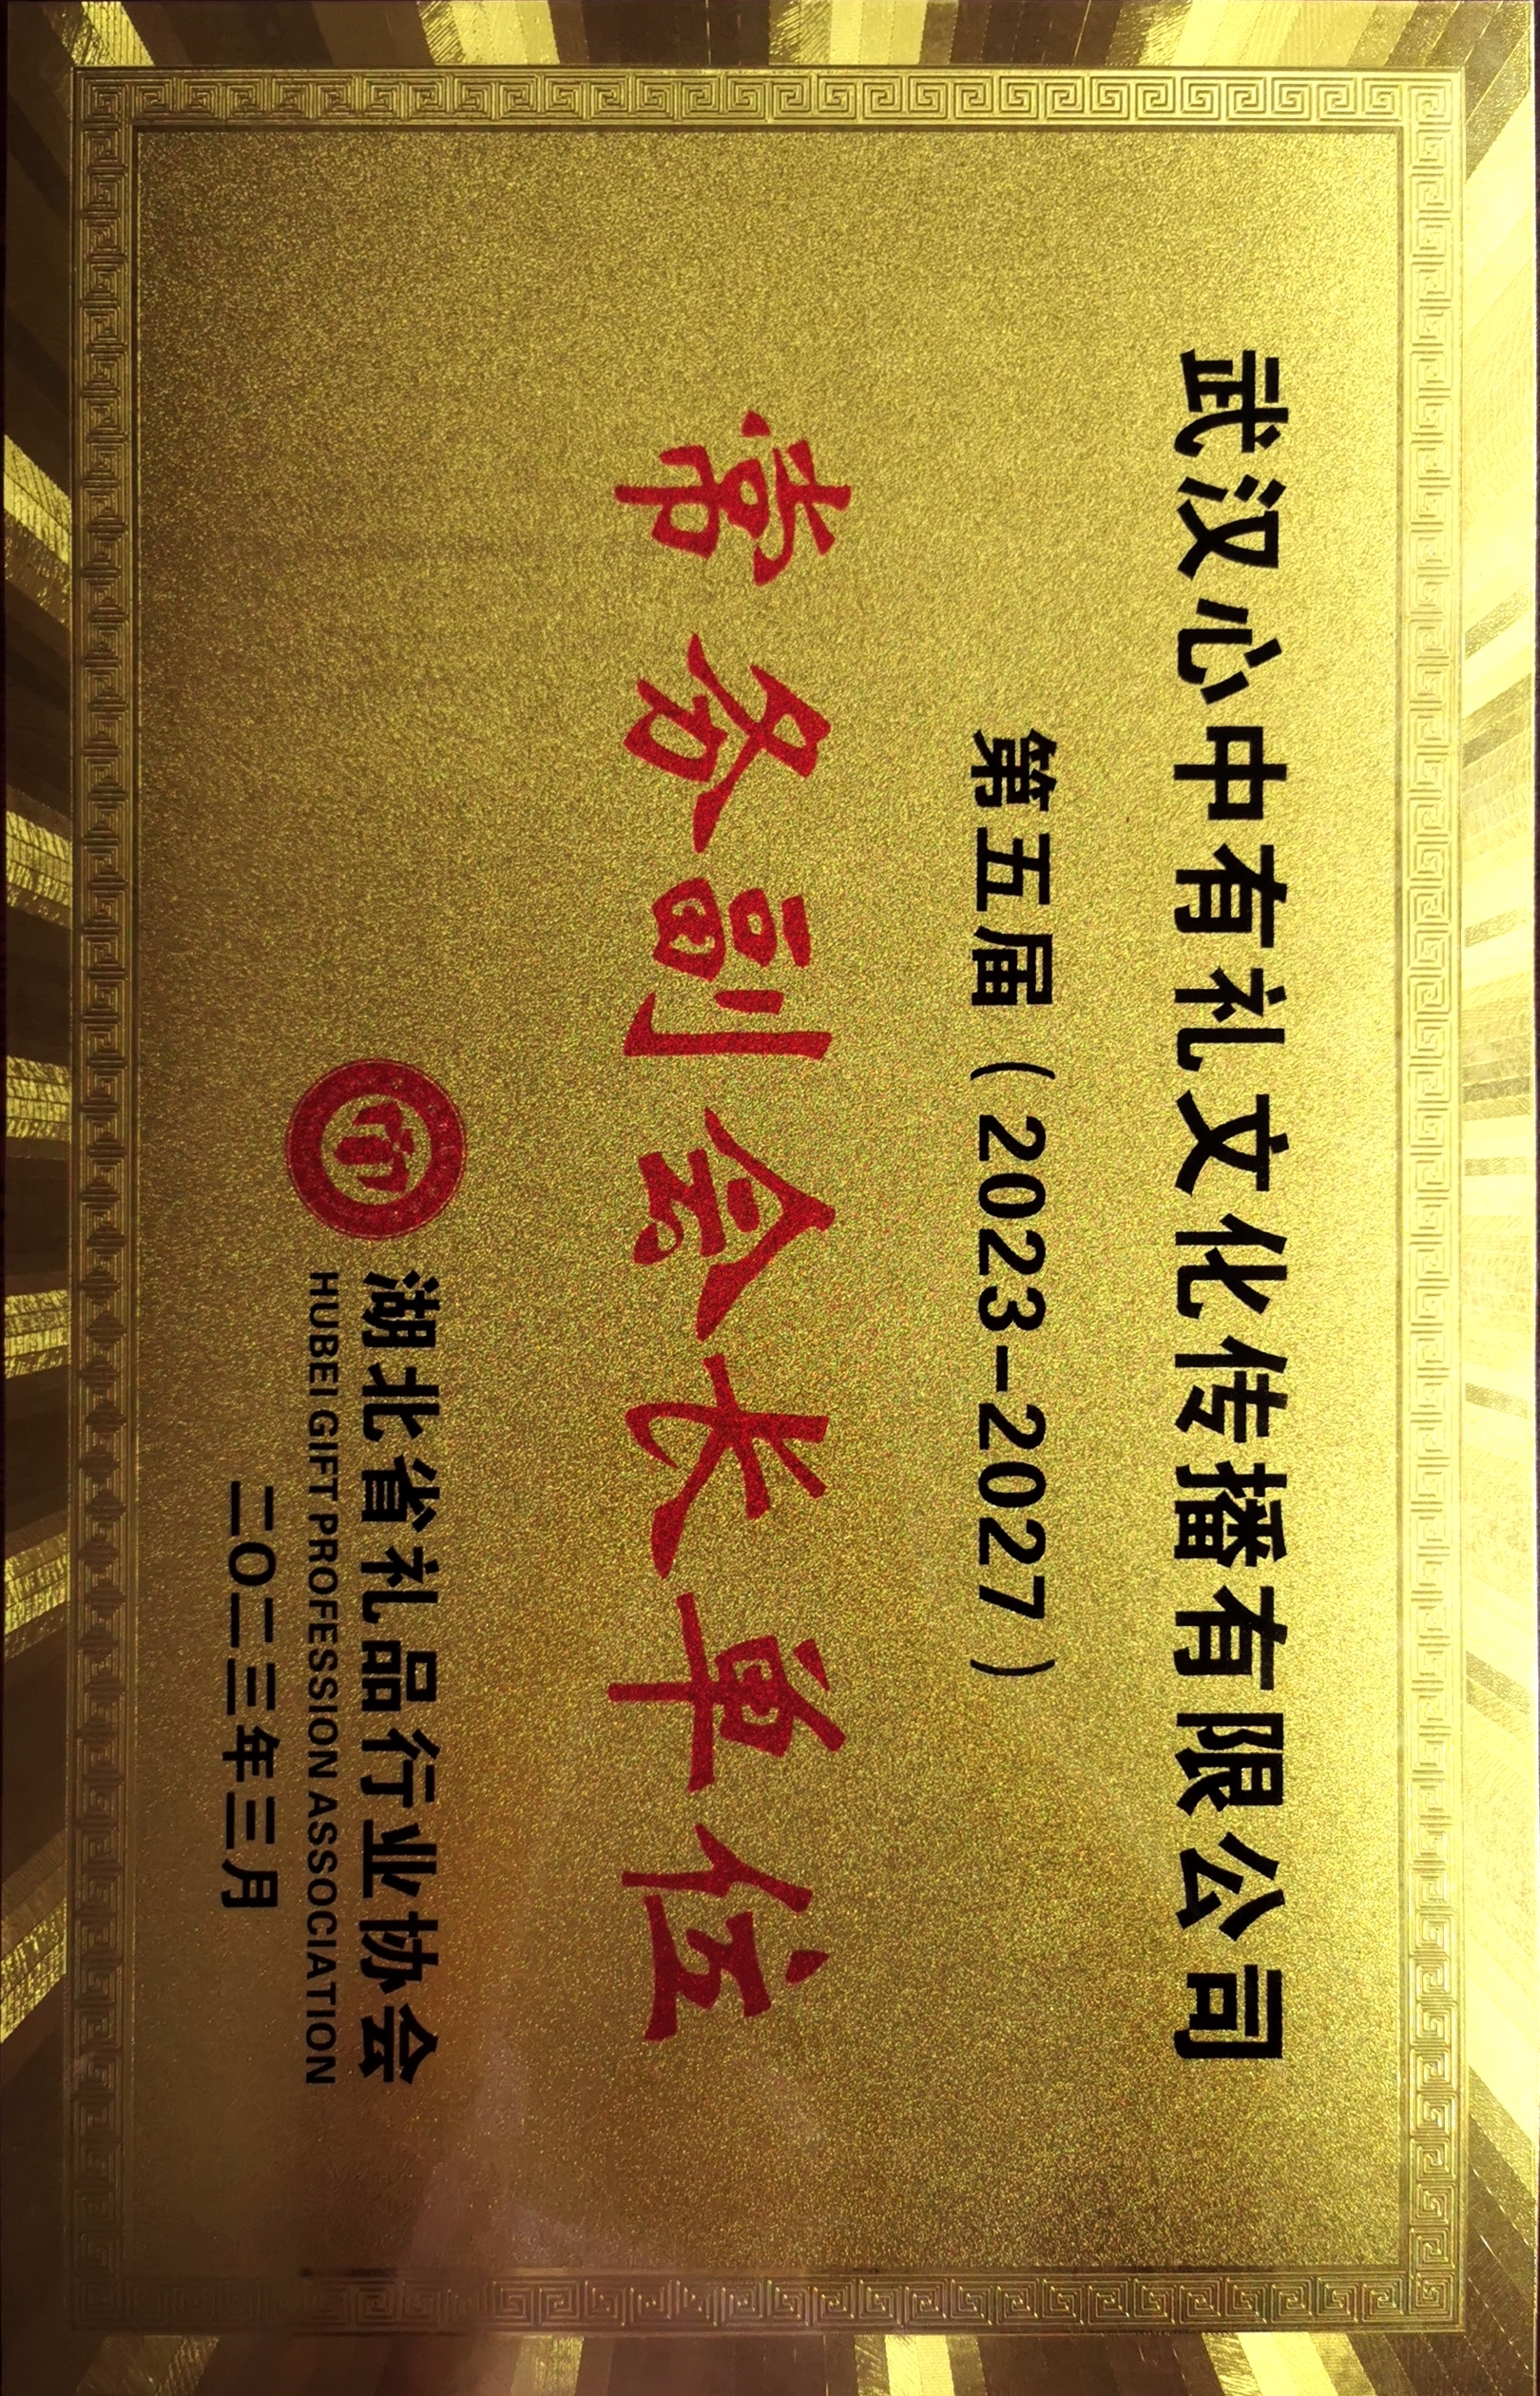 武汉心中有礼文化传播有限公司
第五届（2023-2027）
常务副会长单位
湖北省礼品行业协会
HUBEI GIFT PROFESSION ASSOCIATION
二〇二三年三月